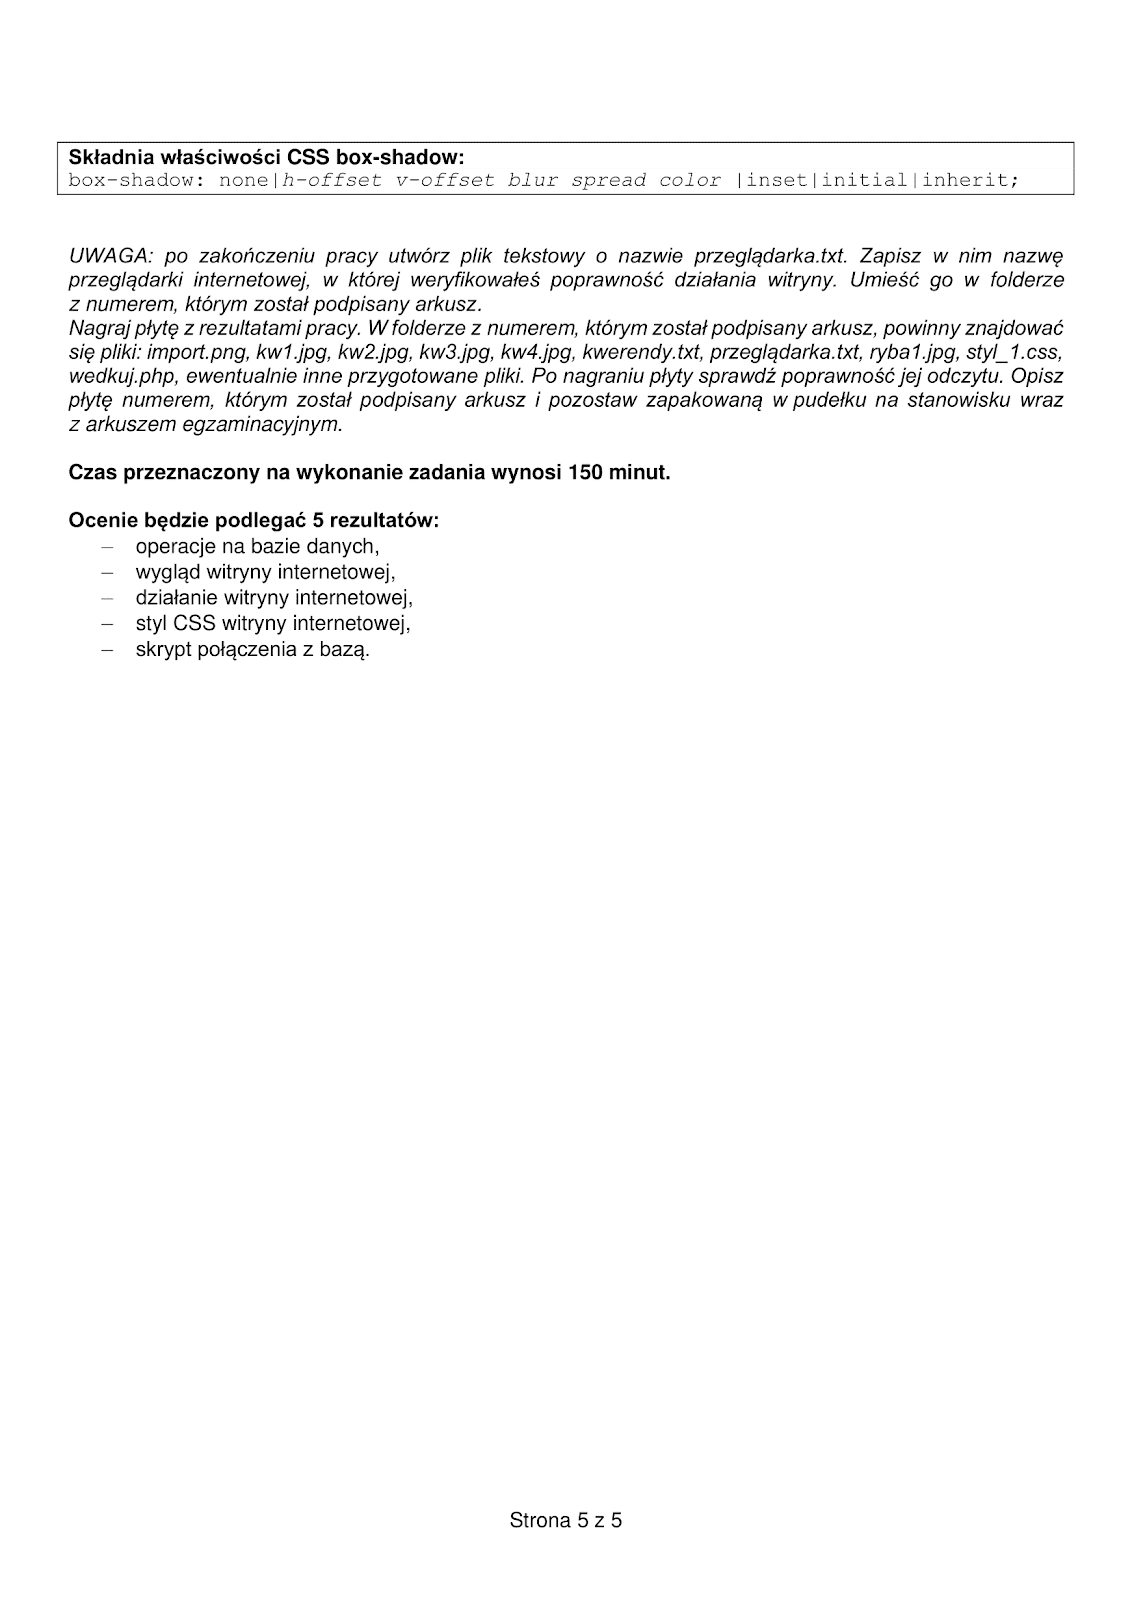 Składnia właściwości CSS box-shadow:
box-shadow: none|h-offset v-offset blur spread color |inset|initial|inherit;
UWAGA: po zakończeniu pracy utwórz plik tekstowy o nazwie przeglądarka.txt. Zapisz w nim nazwę
przeglądarki internetowej, w której weryfikowałeś poprawność działania witryny. Umieść go w folderze
z numerem, którym został podpisany arkusz.
Nagraj płytę z rezultatami pracy. W folderze z numerem, którym został podpisany arkusz, powinny znajdować
się pliki: import.png, kw1.jpg, kw2.jpg, kw3.jpg, kw4.jpg, kwerendy.txt, przeglądarka.txt, ryba1.jpg, styl_1.css,
wedkuj.php, ewentualnie inne przygotowane pliki. Po nagraniu płyty sprawdź poprawność jej odczytu. Opisz
płytę numerem, którym został podpisany arkusz i pozostaw zapakowaną w pudełku na stanowisku wraz
z arkuszem egzaminacyjnym.
Czas przeznaczony na wykonanie zadania wynosi 150 minut.
Ocenie będzie podlegać 5 rezultatów:
– operacje na bazie danych,
– wygląd witryny internetowej,
– działanie witryny internetowej,
– styl CSS witryny internetowej,
– skrypt połączenia z bazą.
Strona 5 z 5